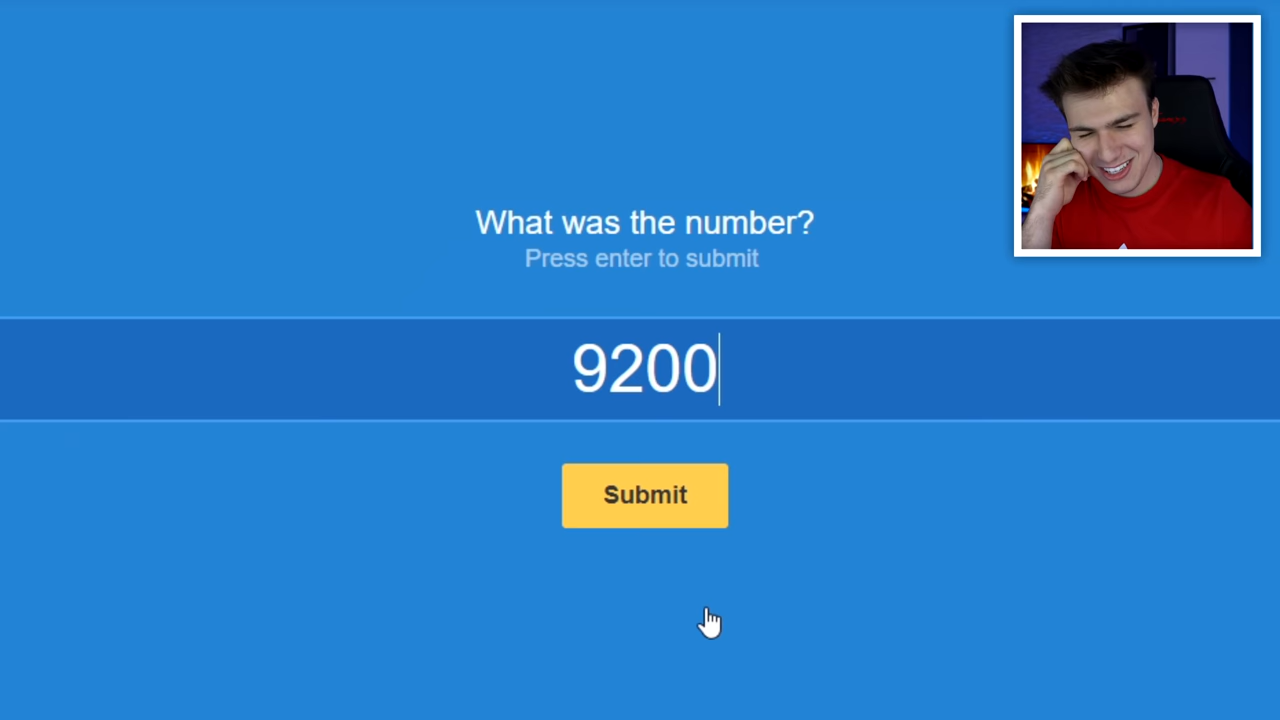 What was the number?
Press enter to submit
9200
Submit